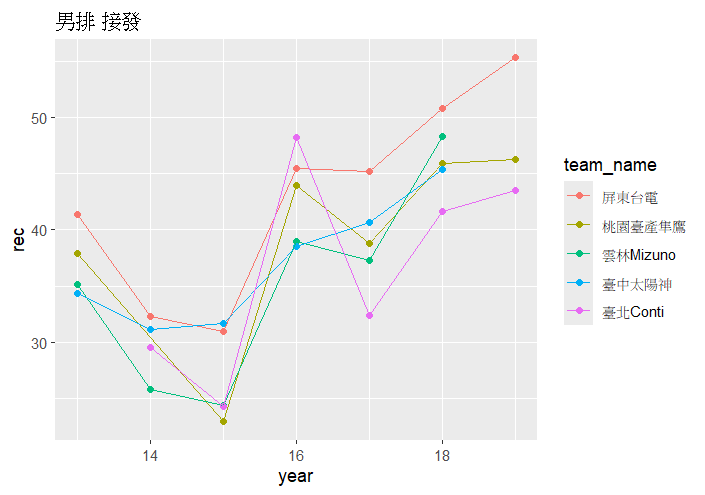 男排 接發
50
40
30
rec
14
16
18
year
team_name
屏東台電
桃園臺產隼鷹
雲林Mizuno
臺中太陽神
臺北Conti